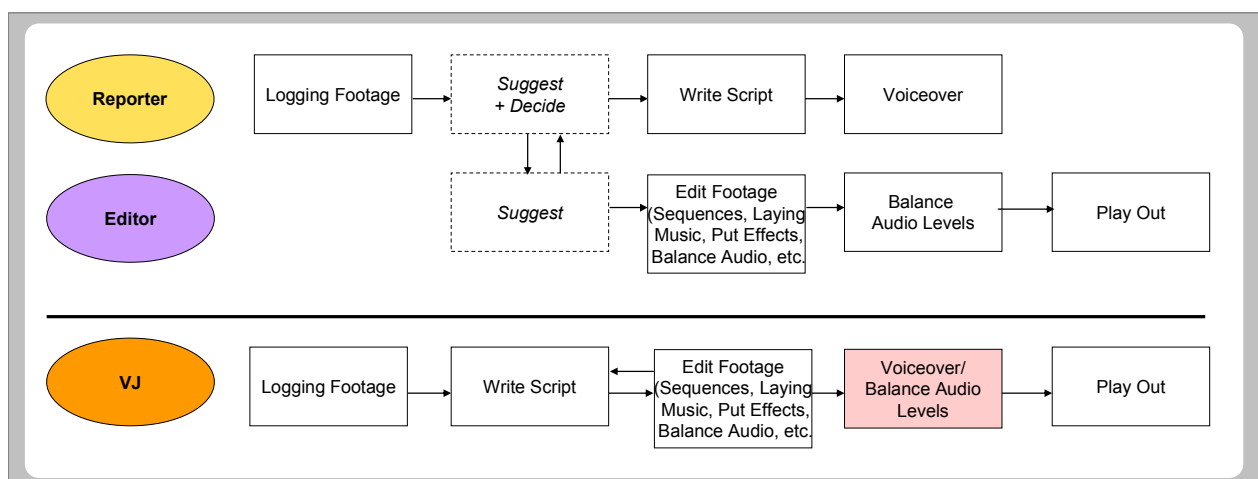 Reporter
Logging Footage
Suggest
+ Decide
Write Script
Voiceover
Editor
Suggest
Edit Footage
(Sequences, Laying
Music, Put Effects,
Balance Audio, etc.
Balance
Audio Levels
Play Out
VJ
Logging Footage
Write Script
Edit Footage
(Sequences, Laying
Music, Put Effects,
Balance Audio, etc.
Voiceover/
Balance Audio
Levels
Play Out